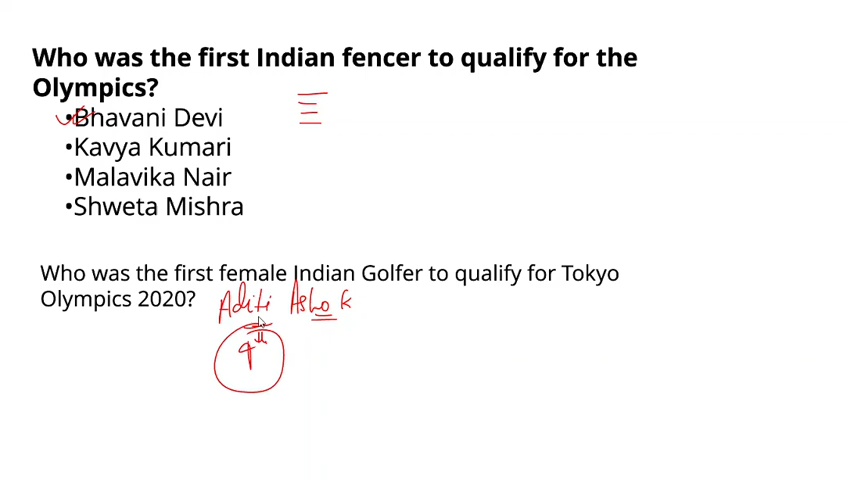 Who was the first Indian fencer to qualify for the
Olympics?
•Bhavani Devi
•Kavya Kumari
•Malavika Nair
•Shweta Mishra
Who was the first female Indian Golfer to qualify for Tokyo
Olympics 2020?
Aditi Ashok